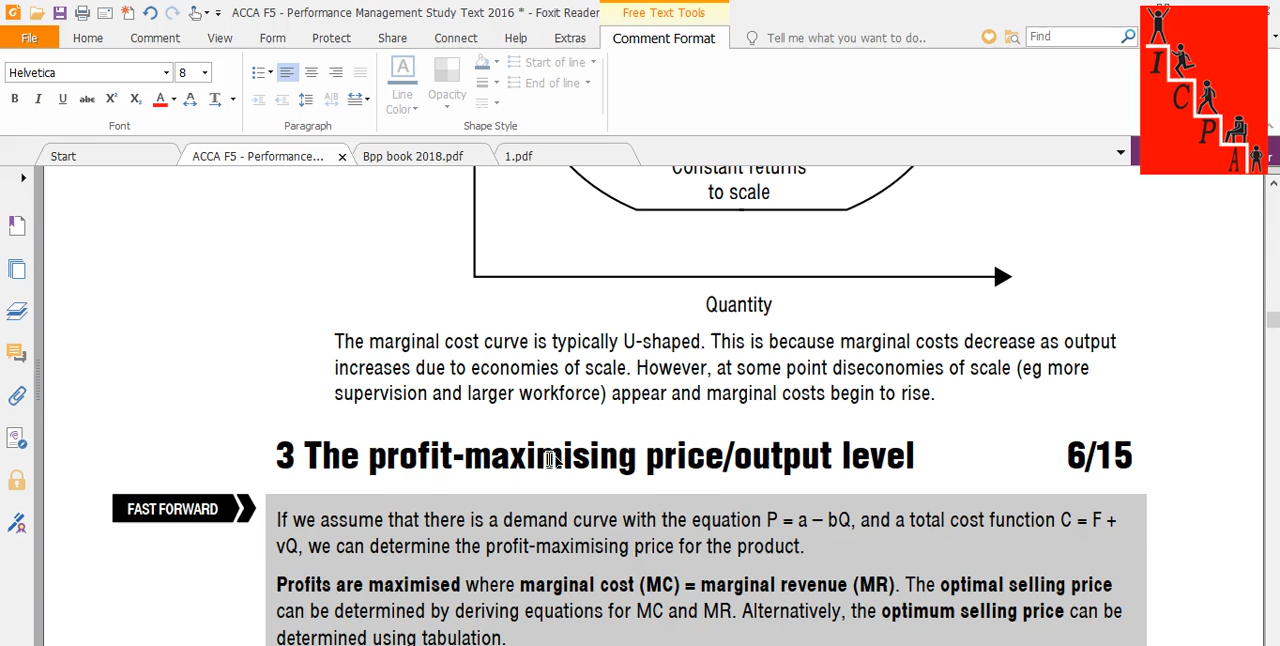 ACCA F5 - Performance Management Study Text 2016 * - Foxit Reader
Free Text Tools
File Home Comment View Form Protect Share Connect Help Extras Comment Format Tell me what you want to do.. Find
Helvetica 8
Start of line
End of line
B I U abc X² X₂ A A T
Line Color
Opacity
Font Paragraph Shape Style
Start ACCA F5 - Performance... Bpp book 2018.pdf 1.pdf
I
C
P
A
Constant returns
to scale
Quantity
The marginal cost curve is typically U-shaped. This is because marginal costs decrease as output
increases due to economies of scale. However, at some point diseconomies of scale (eg more
supervision and larger workforce) appear and marginal costs begin to rise.
3 The profit-maximising price/output level 6/15
FAST FORWARD
If we assume that there is a demand curve with the equation P = a – bQ, and a total cost function C = F +
vQ, we can determine the profit-maximising price for the product.
Profits are maximised where marginal cost (MC) = marginal revenue (MR). The optimal selling price
can be determined by deriving equations for MC and MR. Alternatively, the optimum selling price can be
determined using tabulation.